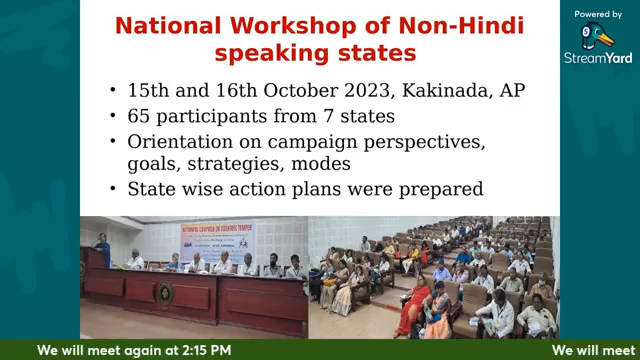 National Workshop of Non-Hindi
speaking states
• 15th and 16th October 2023, Kakinada, AP
• 65 participants from 7 states
• Orientation on campaign perspectives,
goals, strategies, modes
• State wise action plans were prepared
Powered by
StreamYard
NATIONWIDE CAMPAIGN ON SCIENTIFIC TEMPER
We will meet again at 2:15 PM
We will meet